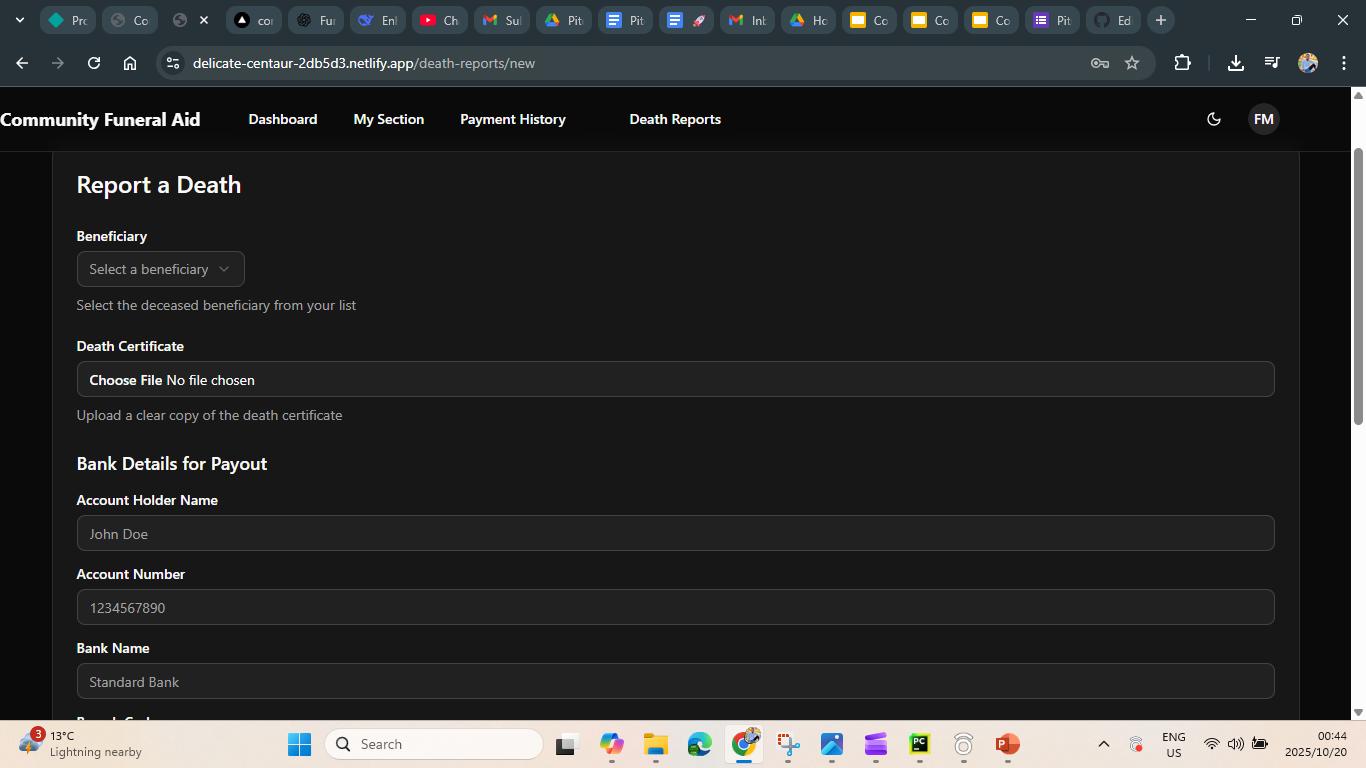 Pro
Co
cor
Fur
Enl
Ch
Sul
Pit
Pit
Inb
Ho
Co
Co
Co
Pit
Ed
delicate-centaur-2db5d3.netlify.app/death-reports/new
Community Funeral Aid
Dashboard
My Section
Payment History
Death Reports
FM
Report a Death
Beneficiary
Select a beneficiary
Select the deceased beneficiary from your list
Death Certificate
Choose File No file chosen
Upload a clear copy of the death certificate
Bank Details for Payout
Account Holder Name
John Doe
Account Number
1234567890
Bank Name
Standard Bank
3
13°C
Lightning nearby
Search
PC
P
ENG
US
00:44
2025/10/20